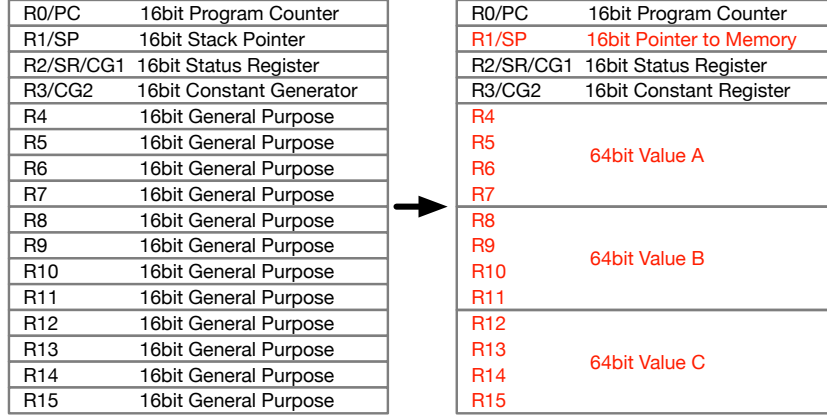 R0/PC 16bit Program Counter
R1/SP 16bit Stack Pointer
R2/SR/CG1 16bit Status Register
R3/CG2 16bit Constant Generator
R4 16bit General Purpose
R5 16bit General Purpose
R6 16bit General Purpose
R7 16bit General Purpose
R8 16bit General Purpose
R9 16bit General Purpose
R10 16bit General Purpose
R11 16bit General Purpose
R12 16bit General Purpose
R13 16bit General Purpose
R14 16bit General Purpose
R15 16bit General Purpose
R0/PC 16bit Program Counter
R1/SP 16bit Pointer to Memory
R2/SR/CG1 16bit Status Register
R3/CG2 16bit Constant Register
R4
R5
64bit Value A
R6
R7
R8
R9
64bit Value B
R10
R11
R12
R13
64bit Value C
R14
R15